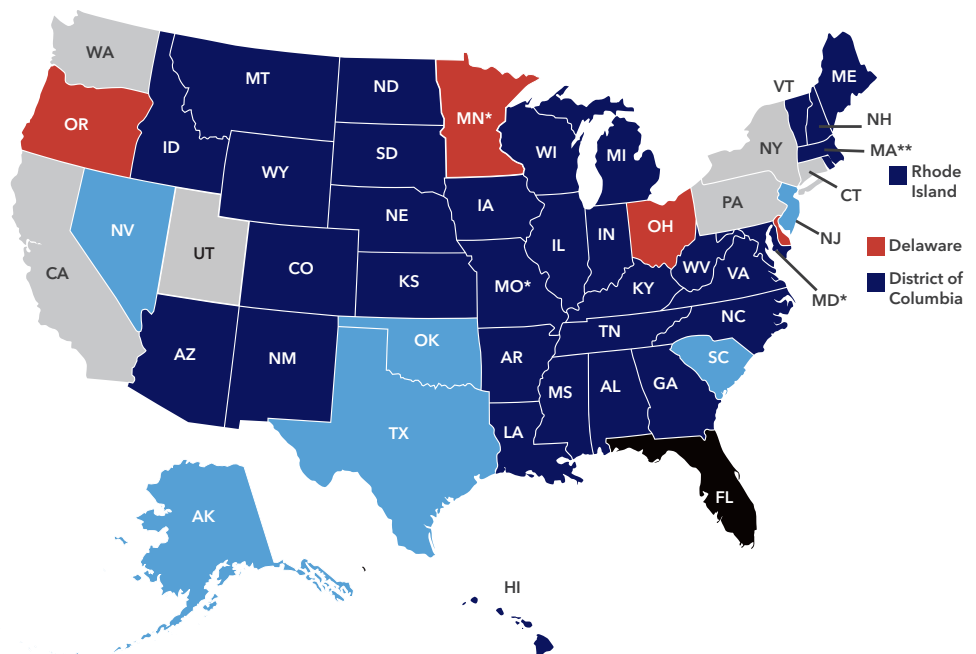 WA
MT
ND
MN*
OR
ID
SD
WI
MI
VT
ME
NH
NY
MA**
Rhode
Island
WY
IA
NE
PA
CT
NV
UT
CO
IL
IN
OH
NJ
Delaware
CA
KS
MO*
WV
VA
KY
MD*
District of
Columbia
AZ
NM
OK
AR
TN
NC
SC
MS
AL
GA
TX
LA
FL
AK
HI